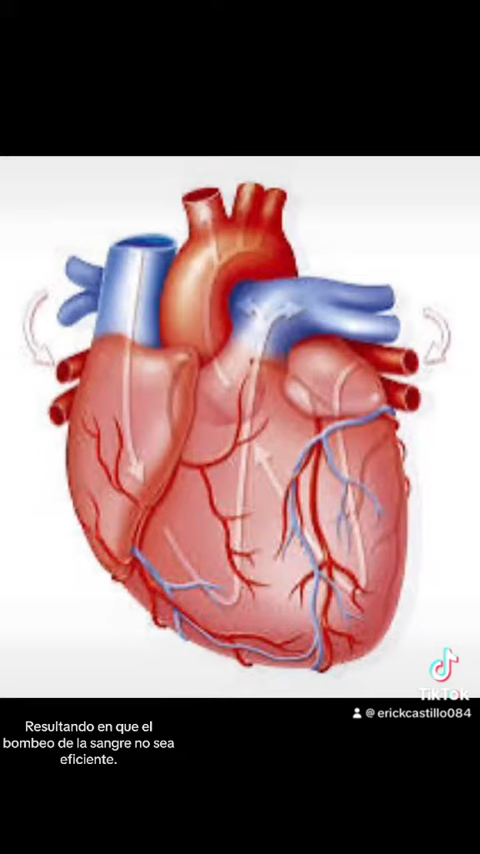 TikTok
@erickcastillo084
Resultando en que el
bombeo de la sangre no sea
eficiente.